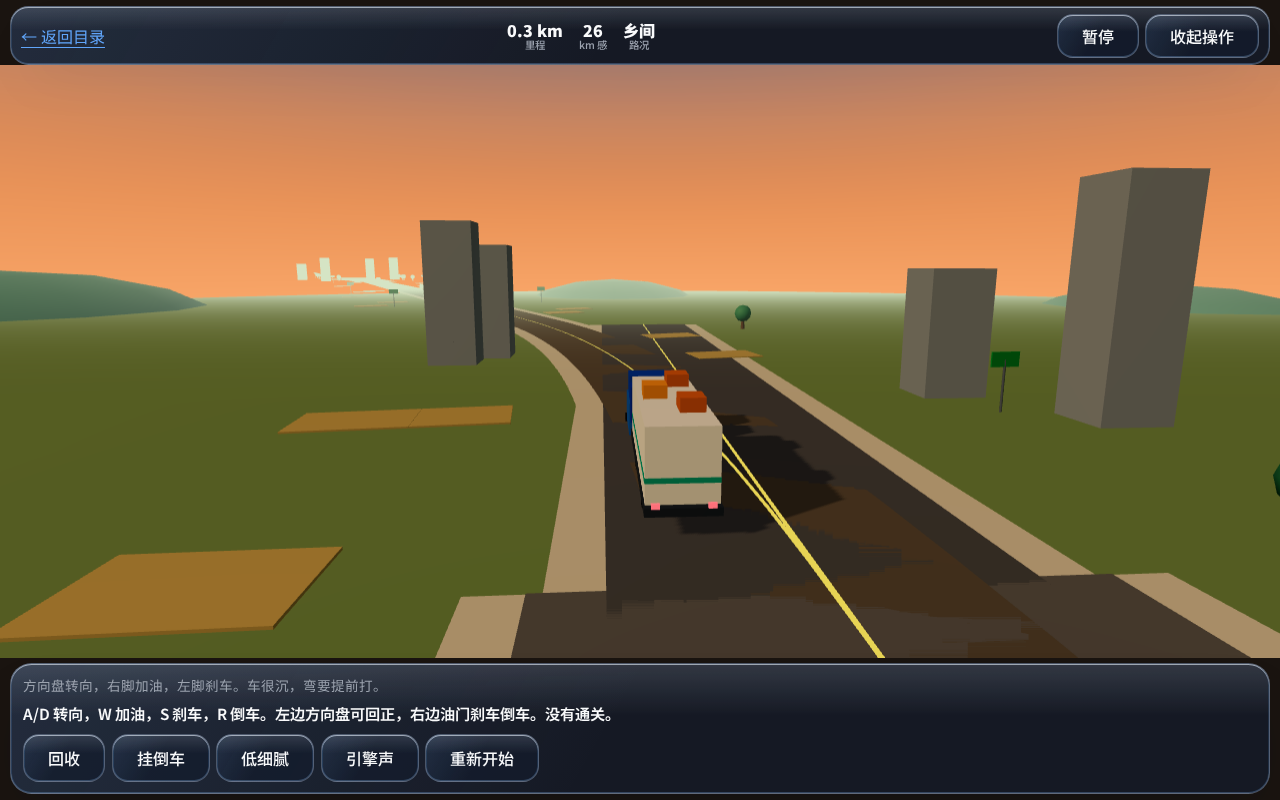 ← 返回目录
0.3 km
里程
26
km 感
乡间
路况
暂停
收起操作
方向盘转向，右脚加油，左脚刹车。车很沉，弯要提前打。
A/D 转向，W 加油，S 刹车，R 倒车。左边方向盘可回正，右边油门刹车倒车。没有通关。
回收
挂倒车
低细腻
引擎声
重新开始